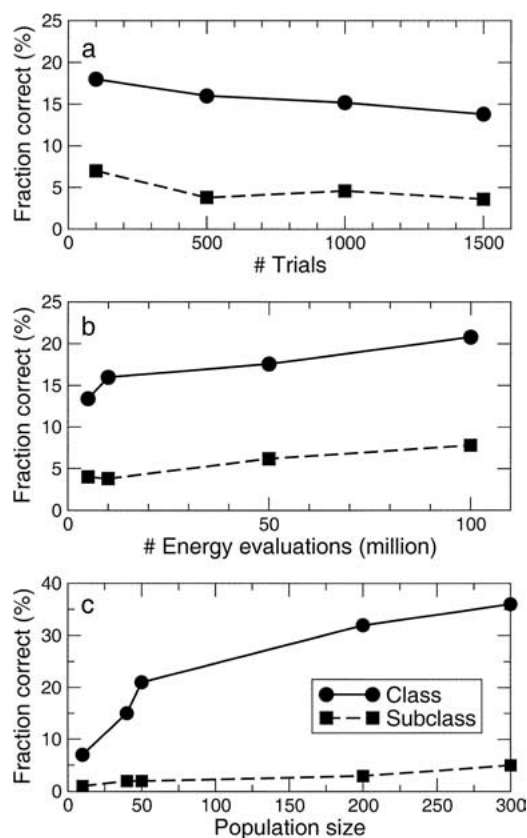 25
20
15
10
5
0
a
Fraction correct (%)
0 500 1000 1500
# Trials
25
20
15
10
5
0
b
Fraction correct (%)
0 50 100
# Energy evaluations (million)
40
30
20
10
0
c
Fraction correct (%)
Class
Subclass
0 50 100 150 200 250 300
Population size